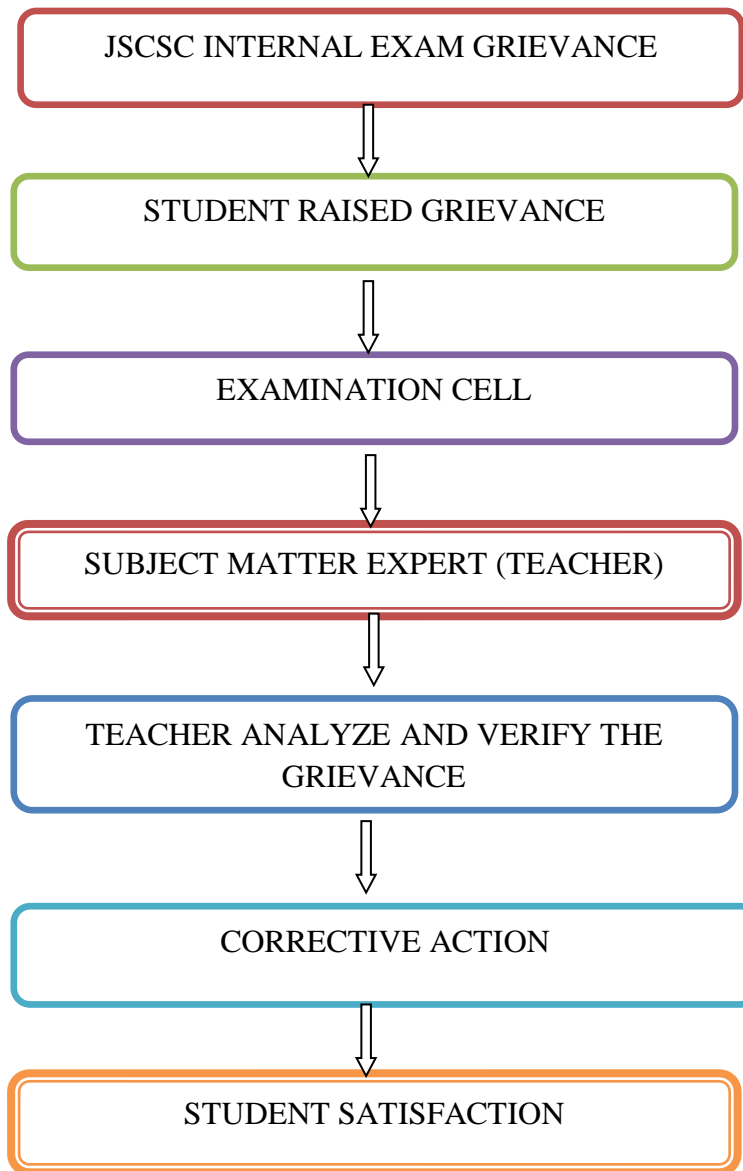 JSCSC INTERNAL EXAM GRIEVANCE
STUDENT RAISED GRIEVANCE
EXAMINATION CELL
SUBJECT MATTER EXPERT (TEACHER)
TEACHER ANALYZE AND VERIFY THE
GRIEVANCE
CORRECTIVE ACTION
STUDENT SATISFACTION